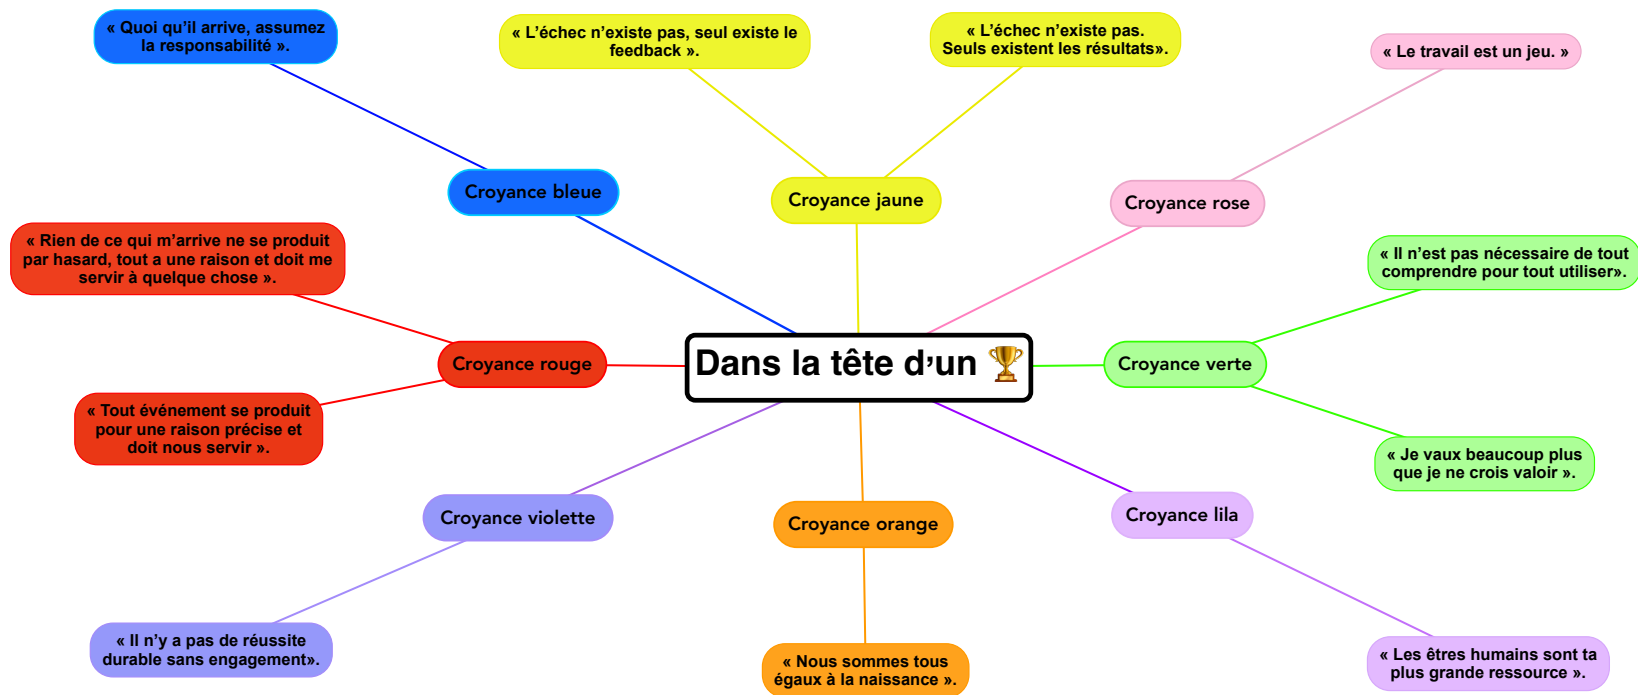 « Quoi qu’il arrive, assumez
la responsabilité ».
« L’échec n’existe pas, seul existe le
feedback ».
« L’échec n’existe pas.
Seuls existent les résultats».
« Le travail est un jeu. »
Croyance bleue
Croyance jaune
Croyance rose
« Rien de ce qui m’arrive ne se produit
par hasard, tout a une raison et doit me
servir à quelque chose ».
« Il n’est pas nécessaire de tout
comprendre pour tout utiliser».
Croyance rouge
Dans la tête d’un 🏆
Croyance verte
« Tout événement se produit
pour une raison précise et
doit nous servir ».
« Je vaux beaucoup plus
que je ne crois valoir ».
Croyance violette
Croyance orange
Croyance lila
« Il n’y a pas de réussite
durable sans engagement».
« Nous sommes tous
égaux à la naissance ».
« Les êtres humains sont ta
plus grande ressource ».